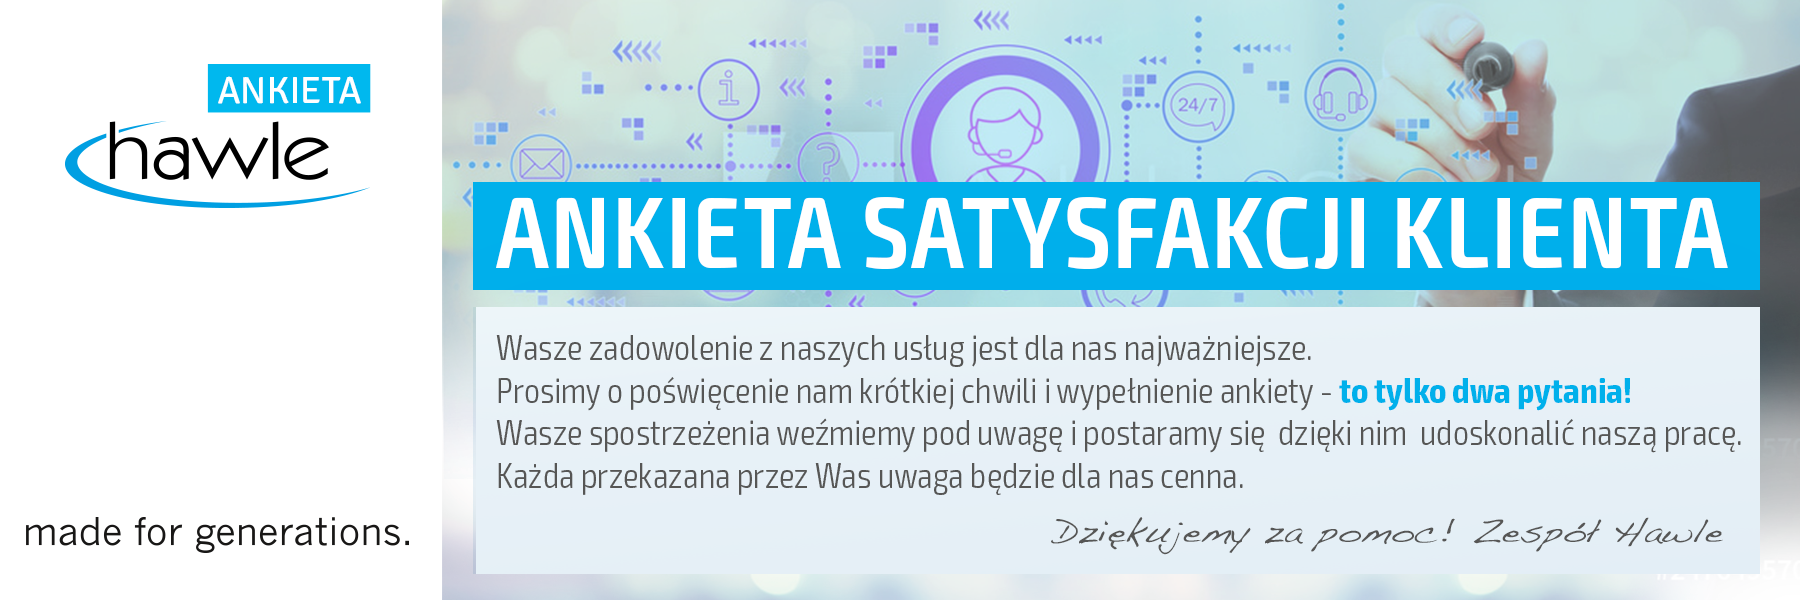 ANKIETA
hawle
made for generations.
24/7
ANKIETA SATYSFAKCJI KLIENTA
Wasze zadowolenie z naszych usług jest dla nas najważniejsze.
Prosimy o poświęcenie nam krótkiej chwili i wypełnienie ankiety - to tylko dwa pytania!
Wasze spostrzeżenia weźmiemy pod uwagę i postaramy się dzięki nim udoskonalić naszą pracę.
Każda przekazana przez Was uwaga będzie dla nas cenna.
Dziękujemy za pomoc! Zespół Hawle